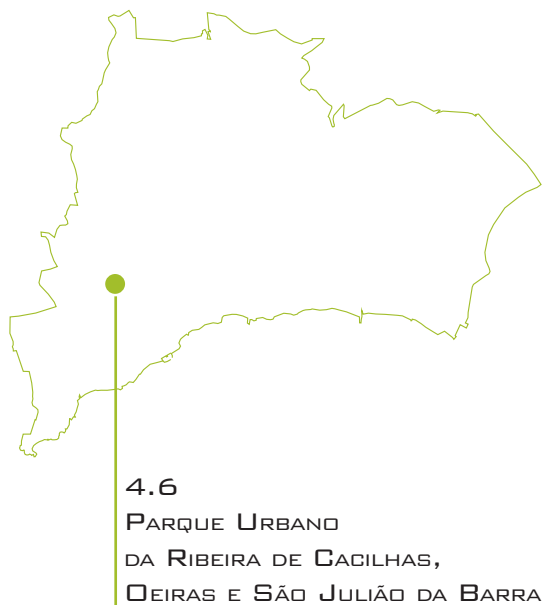 4.6
Parque Urbano
da Ribeira de Cacilhas,
Oeiras e São Julião da Barra